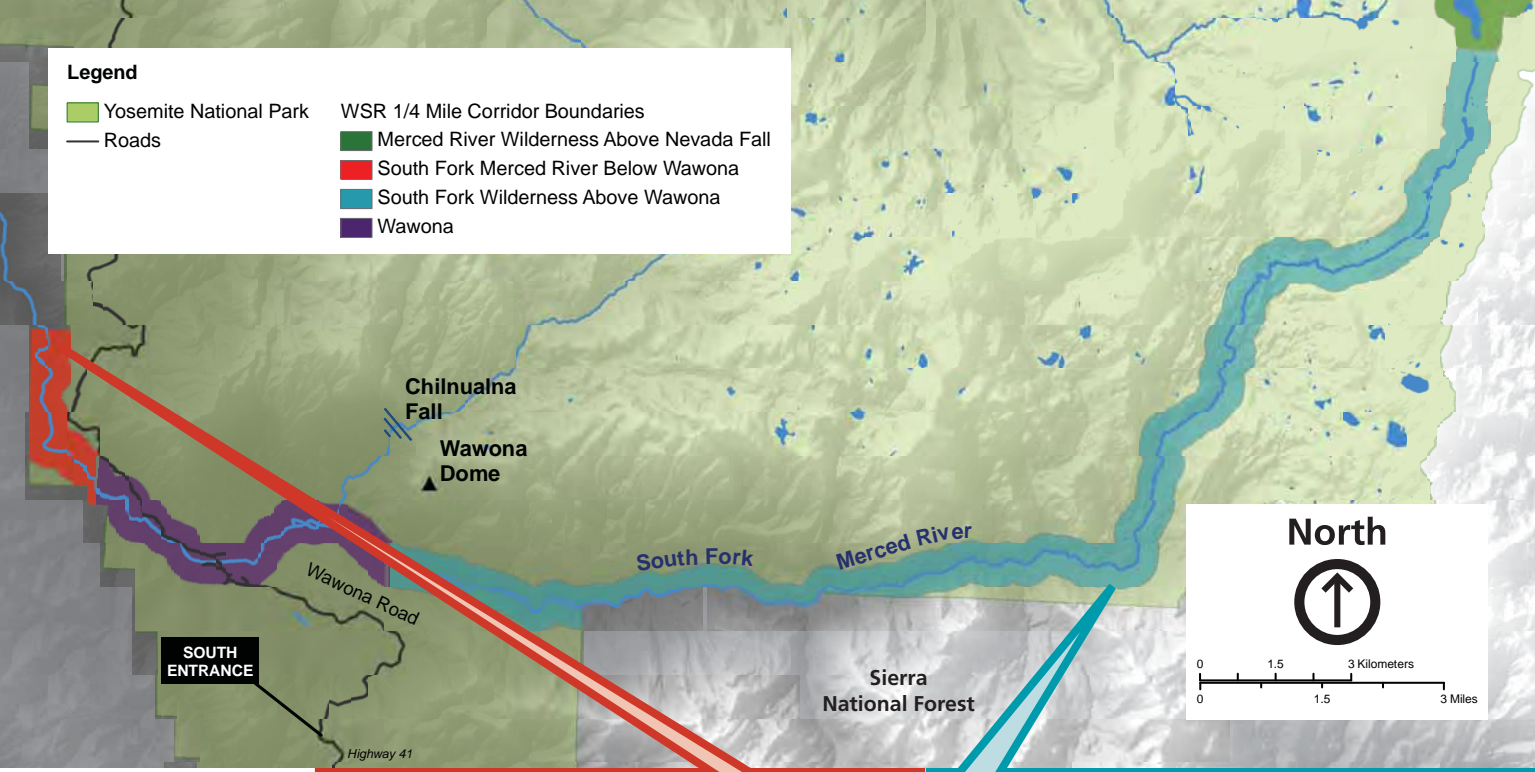 Legend
Yosemite National Park
Roads
WSR 1/4 Mile Corridor Boundaries
Merced River Wilderness Above Nevada Fall
South Fork Merced River Below Wawona
South Fork Wilderness Above Wawona
Wawona
Chilnualna
Fall
Wawona
Dome
South Fork
Merced River
Wawona Road
SOUTH
ENTRANCE
Highway 41
Sierra
National Forest
North
0 1.5 3 Kilometers
0 1.5 3 Miles